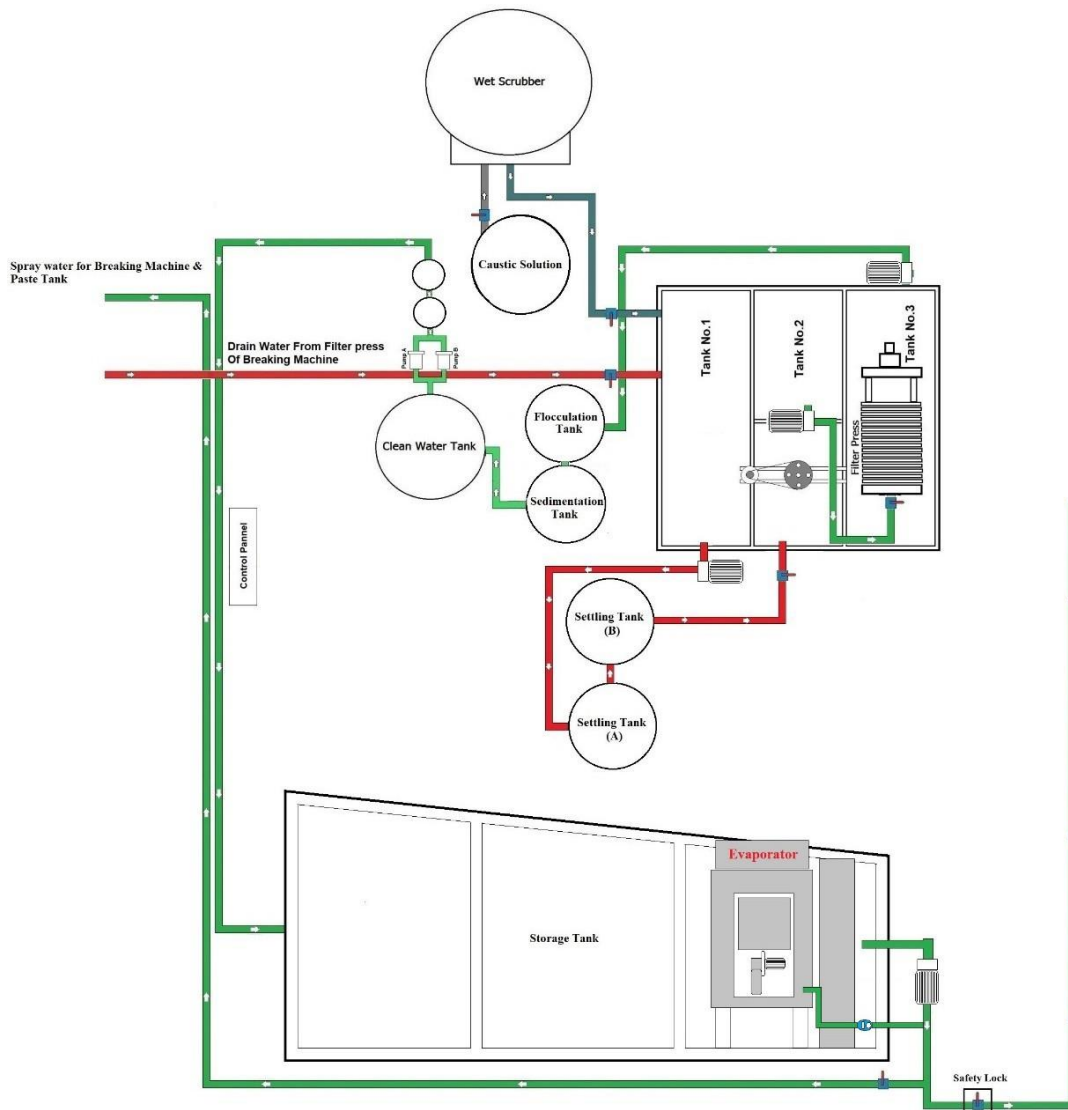 Wet Scrubber
Caustic Solution
Spray water for Breaking Machine &
Paste Tank
Drain Water From Filter press
Of Breaking Machine
Pump A
Pump B
Clean Water Tank
Flocculation
Tank
Sedimentation
Tank
Tank No.1
Tank No.2
Tank No.3
Filter Press
Control Pannel
Settling Tank
(B)
Settling Tank
(A)
Evaporator
Storage Tank
Safety Lock